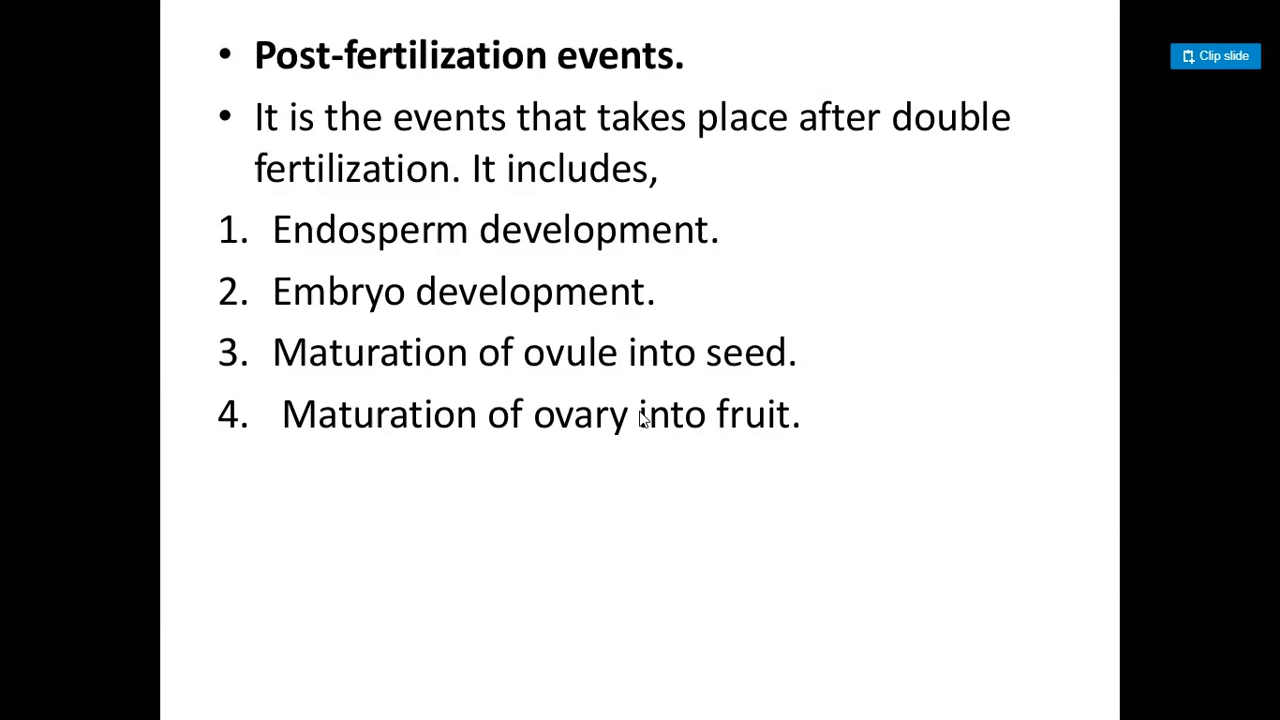 • Post-fertilization events.
Clip slide
• It is the events that takes place after double
fertilization. It includes,
1. Endosperm development.
2. Embryo development.
3. Maturation of ovule into seed.
4. Maturation of ovary into fruit.